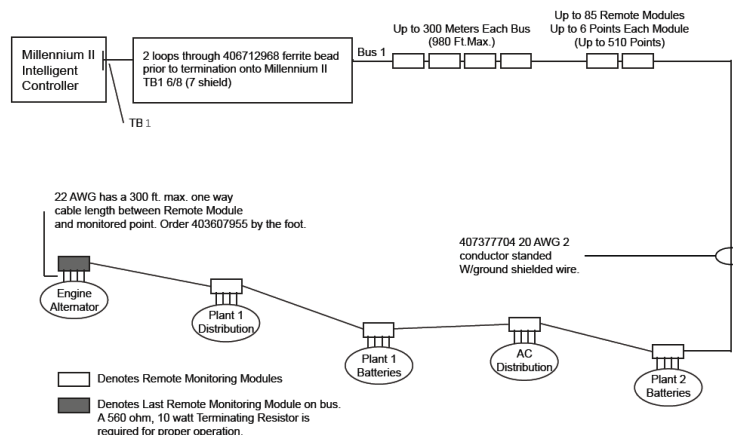 Millennium II
Intelligent
Controller
2 loops through 406712968 ferrite bead
prior to termination onto Millennium II
TB1 6/8 (7 shield)
TB 1
Bus 1
Up to 300 Meters Each Bus
(980 Ft.Max.)
Up to 85 Remote Modules
Up to 6 Points Each Module
(Up to 510 Points)
22 AWG has a 300 ft. max. one way
cable length between Remote Module
and monitored point. Order 403607955 by the foot.
407377704 20 AWG 2
conductor standed
W/ground shielded wire.
Engine
Alternator
Plant 1
Distribution
Plant 1
Batteries
AC
Distribution
Plant 2
Batteries
Denotes Remote Monitoring Modules
Denotes Last Remote Monitoring Module on bus.
A 560 ohm, 10 watt Terminating Resistor is
required for proper operation.